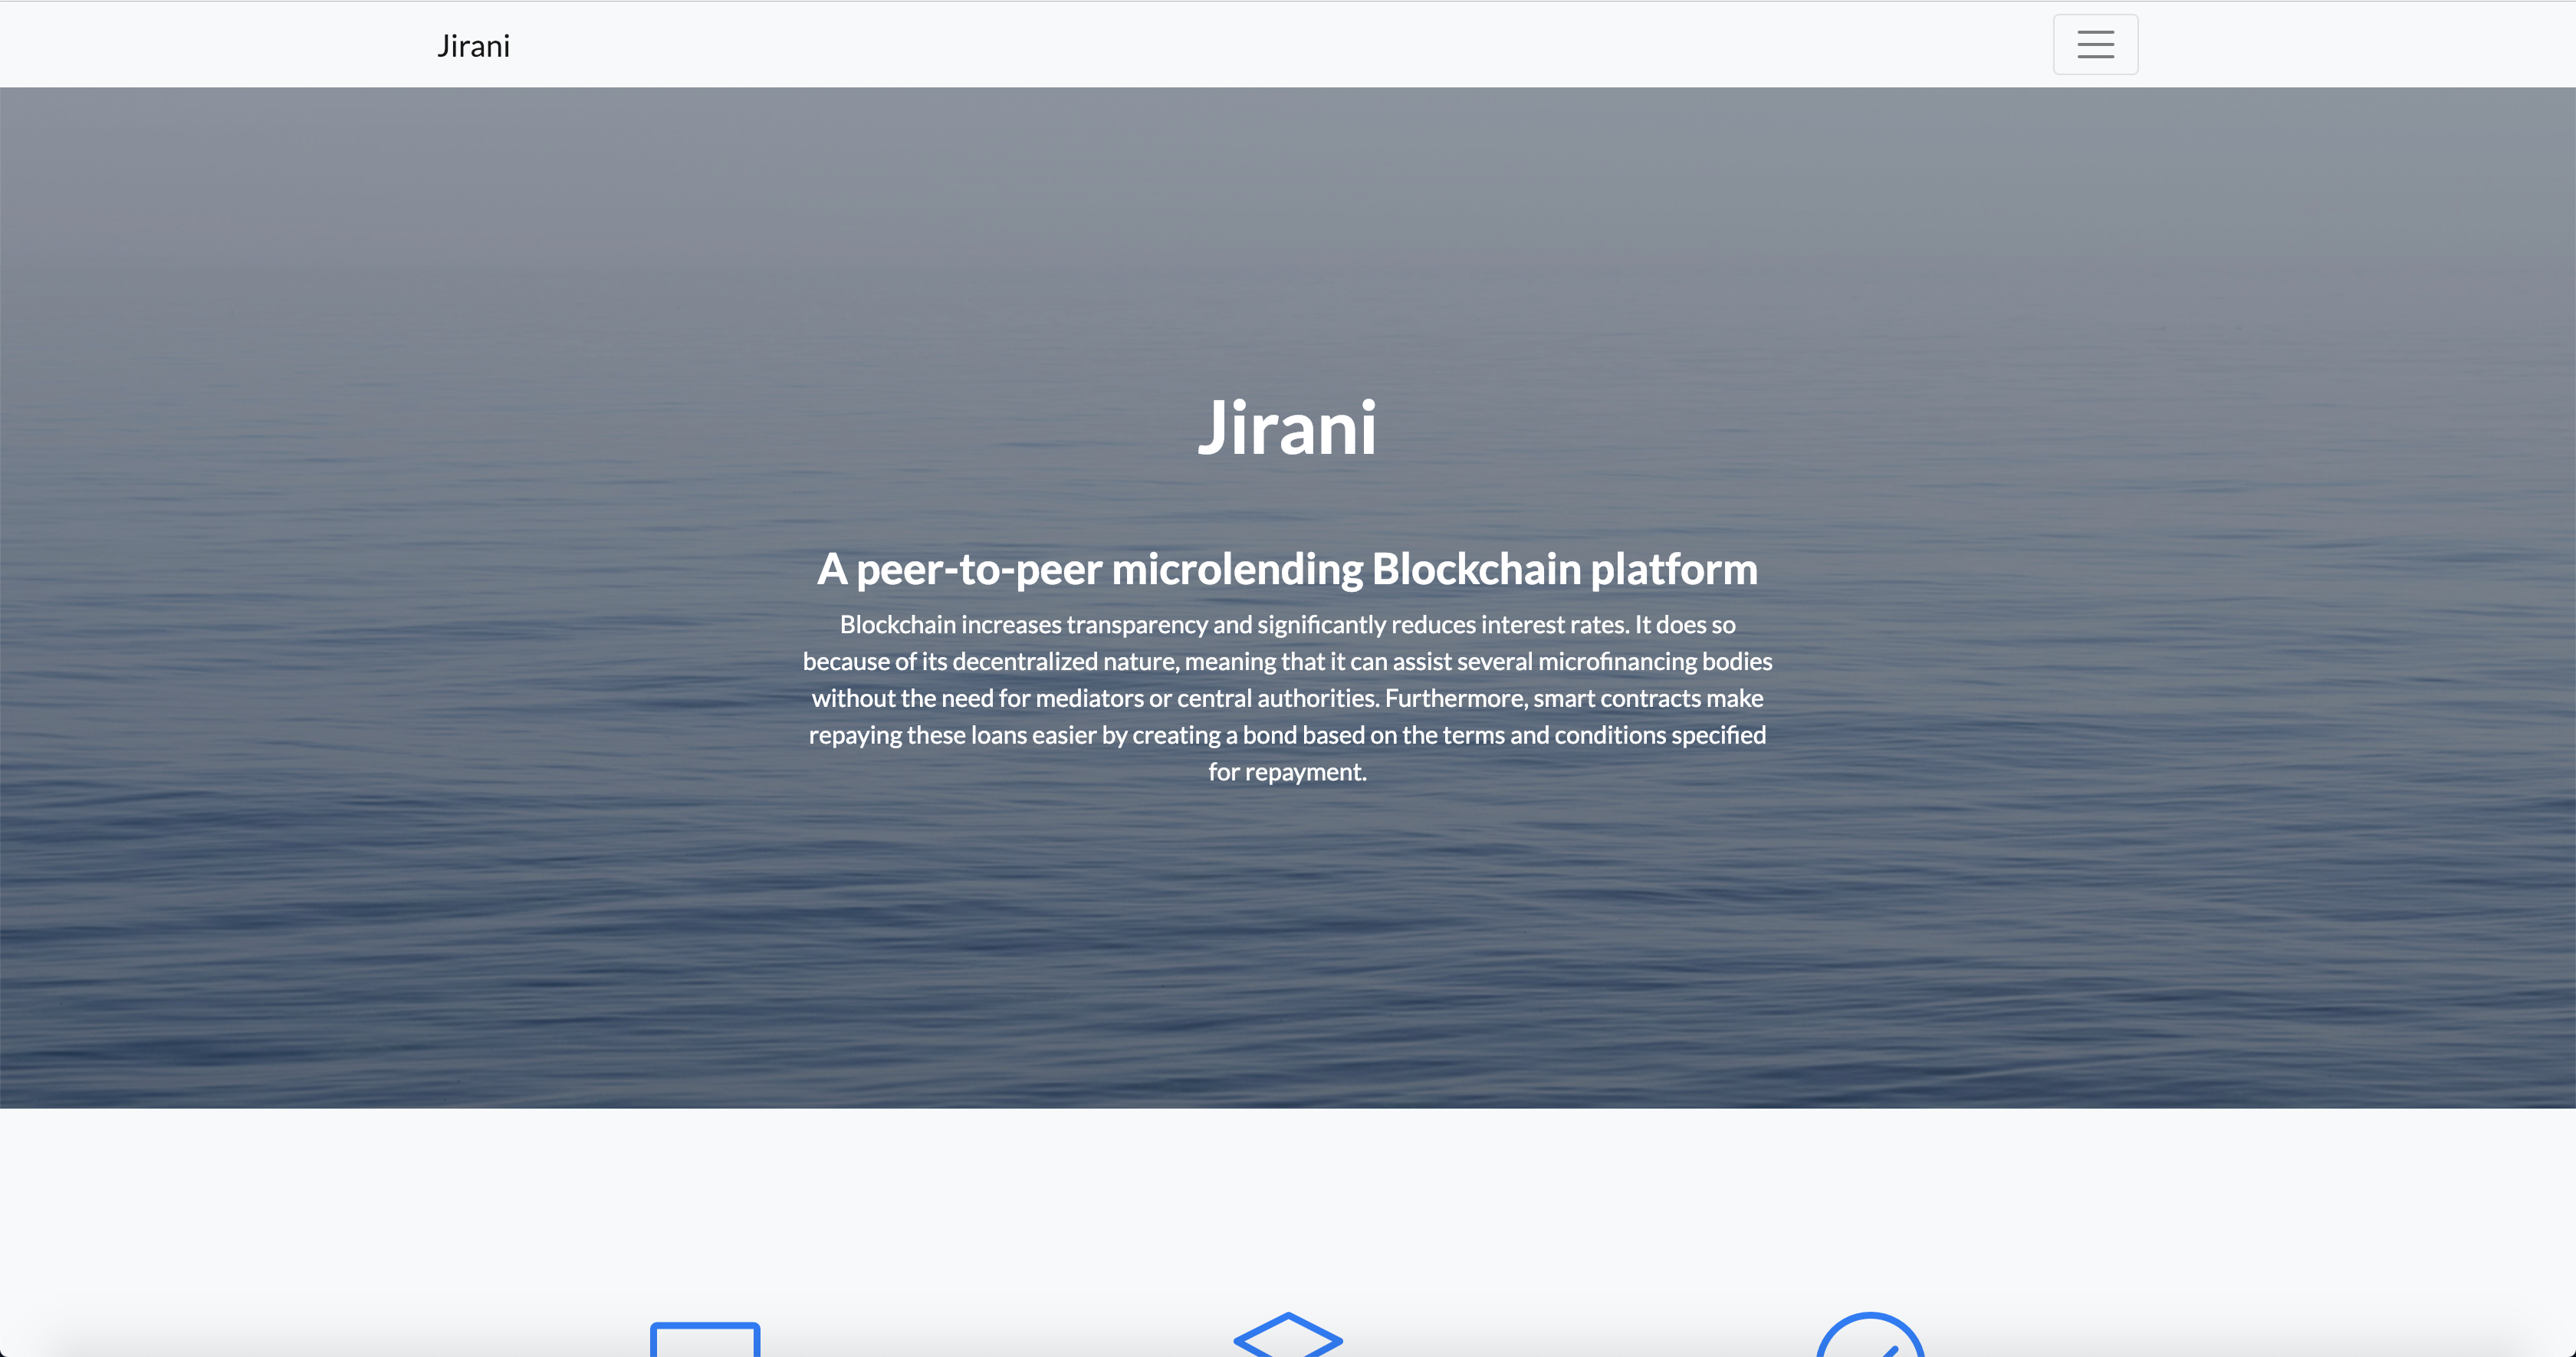 Jirani
Jirani
A peer-to-peer microlending Blockchain platform
Blockchain increases transparency and significantly reduces interest rates. It does so
because of its decentralized nature, meaning that it can assist several microfinancing bodies
without the need for mediators or central authorities. Furthermore, smart contracts make
repaying these loans easier by creating a bond based on the terms and conditions specified
for repayment.